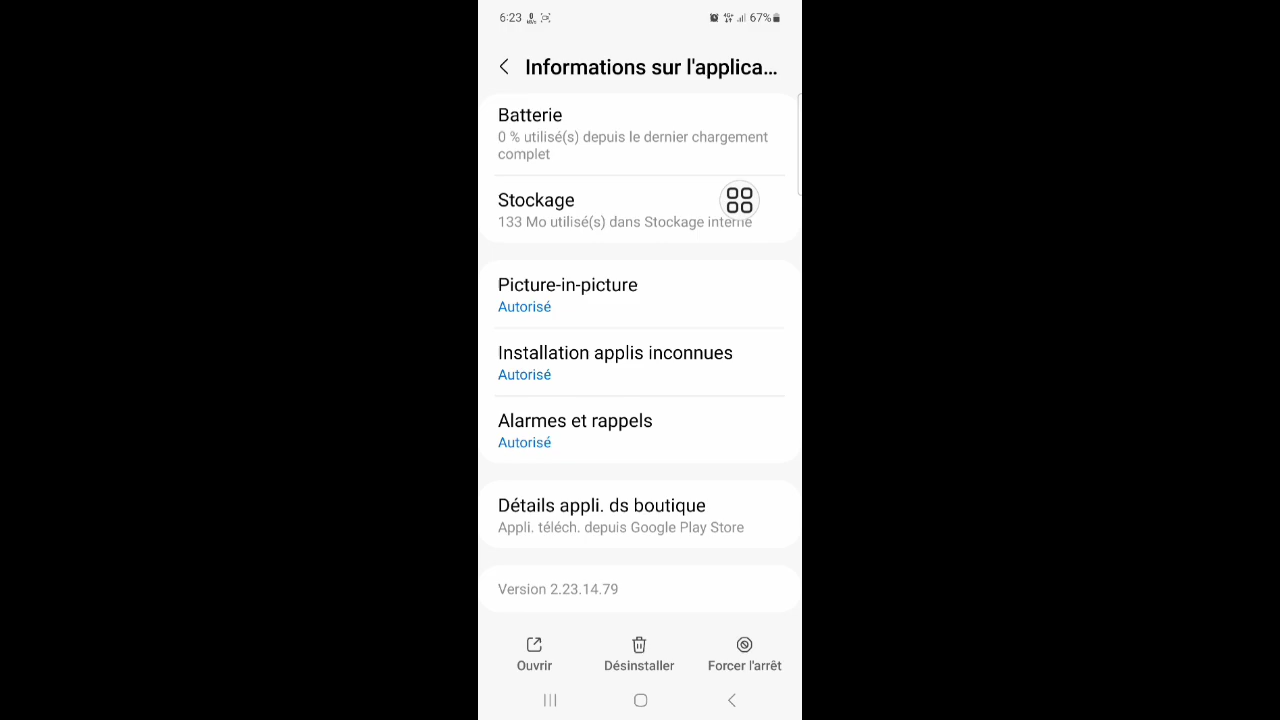 6:23 67%
Informations sur l'applica...
Batterie
0 % utilisé(s) depuis le dernier chargement
complet
Stockage
133 Mo utilisé(s) dans Stockage interne
Picture-in-picture
Autorisé
Installation applis inconnues
Autorisé
Alarmes et rappels
Autorisé
Détails appli. ds boutique
Appli. téléch. depuis Google Play Store
Version 2.23.14.79
Ouvrir Désinstaller Forcer l'arrêt